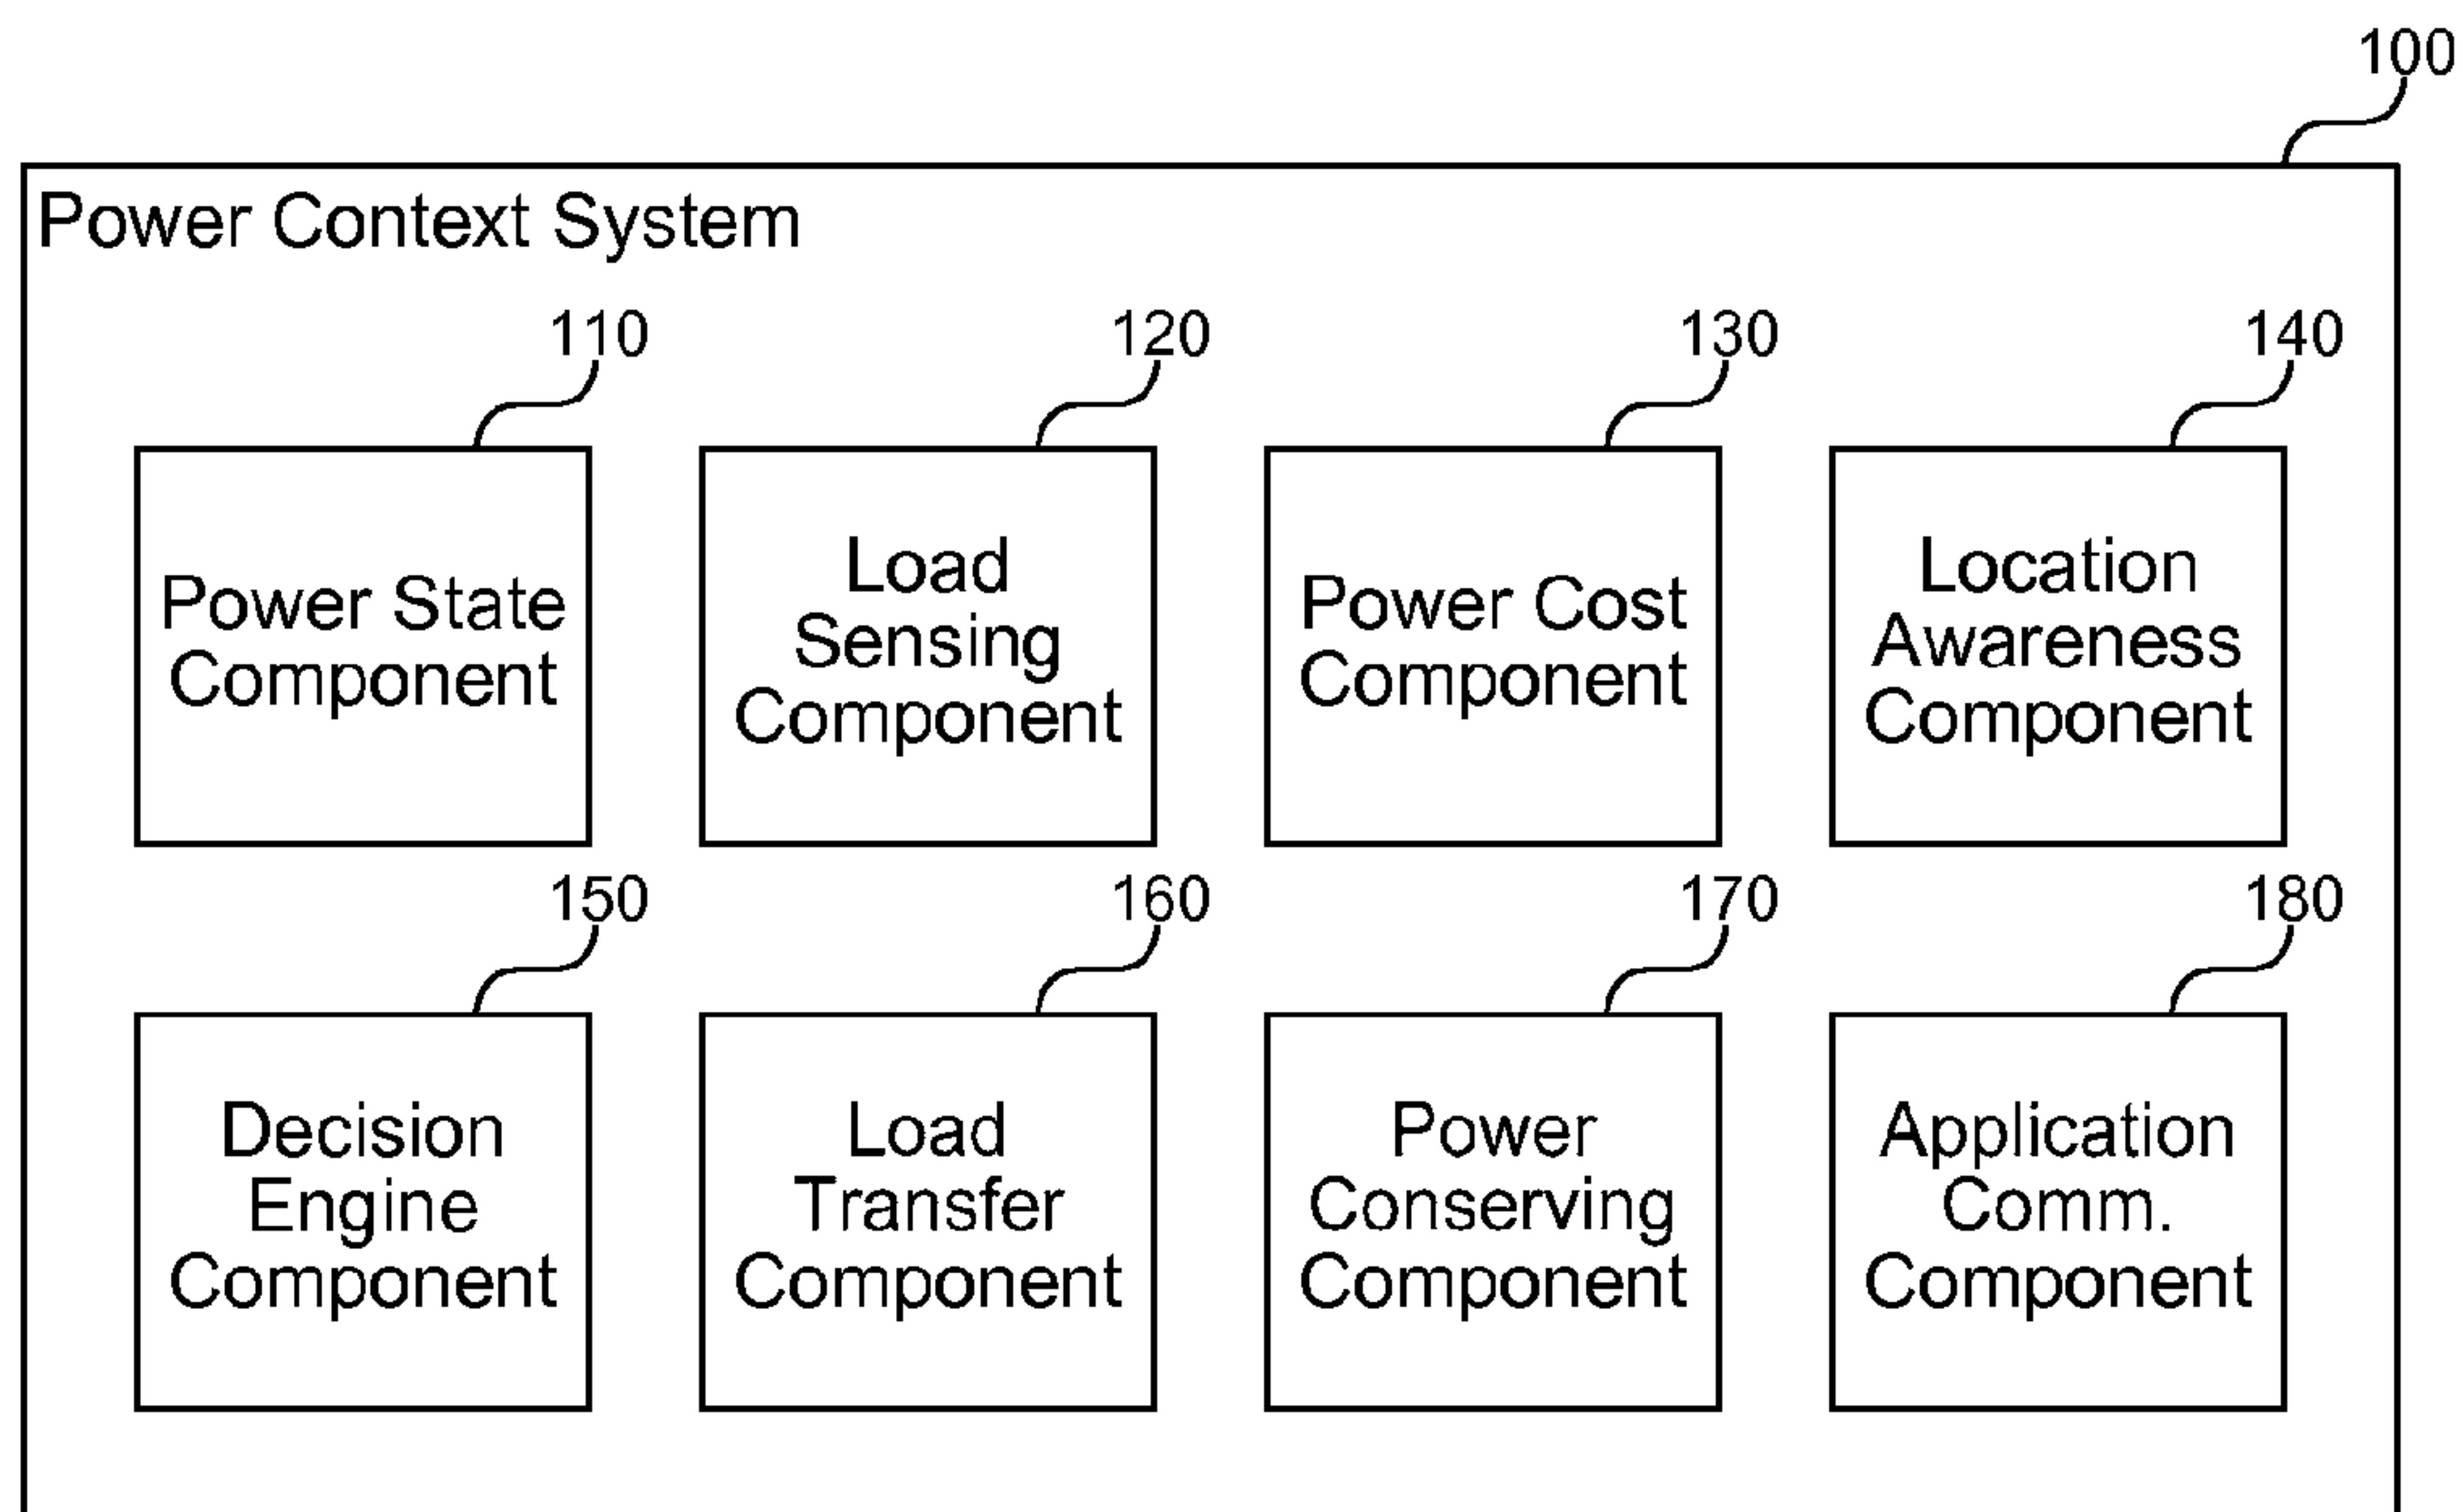 100
Power Context System
110
120
130
140
Power State
Component
Load
Sensing
Component
Power Cost
Component
Location
Awareness
Component
150
160
170
180
Decision
Engine
Component
Load
Transfer
Component
Power
Conserving
Component
Application
Comm.
Component